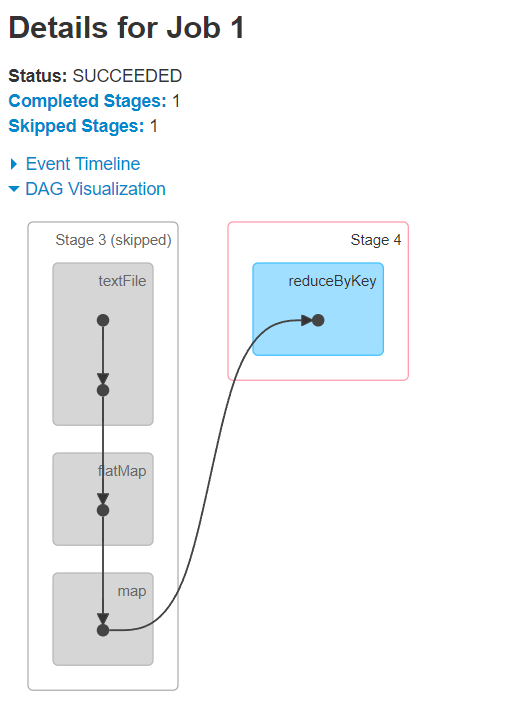 Details for Job 1
Status: SUCCEEDED
Completed Stages: 1
Skipped Stages: 1
Event Timeline
DAG Visualization
Stage 3 (skipped)
textFile
flatMap
map
Stage 4
reduceByKey